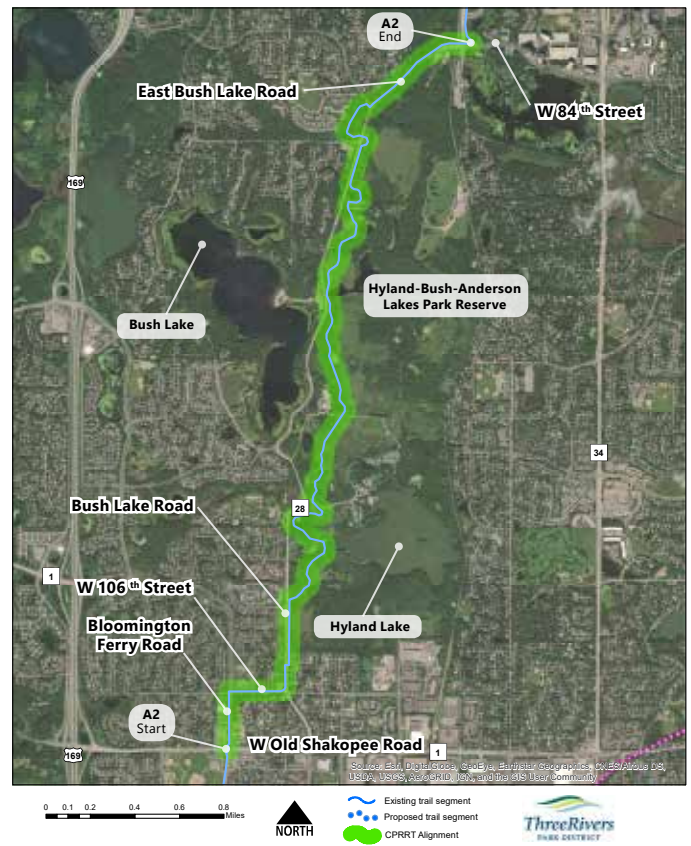 A2
End
East Bush Lake Road
W 84th Street
169
Hyland-Bush-Anderson
Lakes Park Reserve
Bush Lake
34
Bush Lake Road
28
1
W 106th Street
Bloomington
Ferry Road
Hyland Lake
A2
Start
W Old Shakopee Road
1
169
Source: Esri, DigitalGlobe, GeoEye, Earthstar Geographics, CNES/Airbus DS,
USDA, USGS, AeroGRID, IGN, and the GIS User Community
0 0.1 0.2 0.4 0.6 0.8
Miles
NORTH
Existing trail segment
Proposed trail segment
CPRRT Alignment
ThreeRivers
PARK DISTRICT